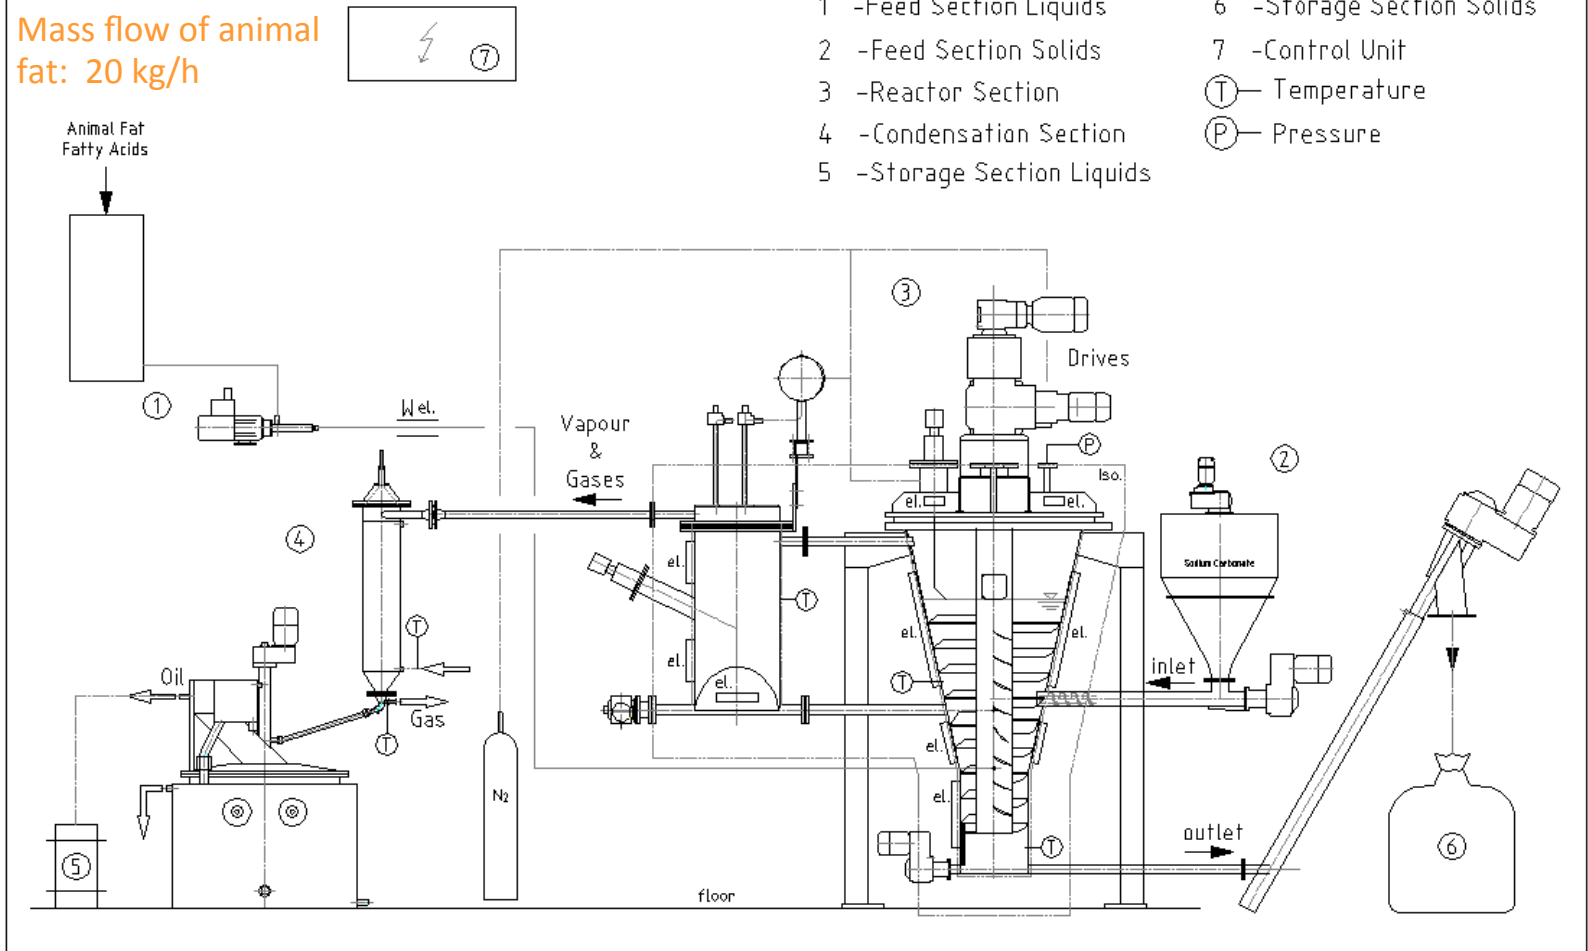 Mass flow of animal
fat: 20 kg/h
7
1 -Feed Section Liquids
2 -Feed Section Solids
3 -Reactor Section
4 -Condensation Section
5 -Storage Section Liquids
6 -Storage Section Solids
7 -Control Unit
T Temperature
P Pressure
Animal Fat
Fatty Acids
3
Drives
1
Wel.
Vapour
&
Gases
P
2
Iso.
el.
el.
4
el.
T
Sodium Carbonate
T
el.
el.
el.
inlet
Oil
el.
T
Gas
T
el.
N2
el.
outlet
T
5
6
floor